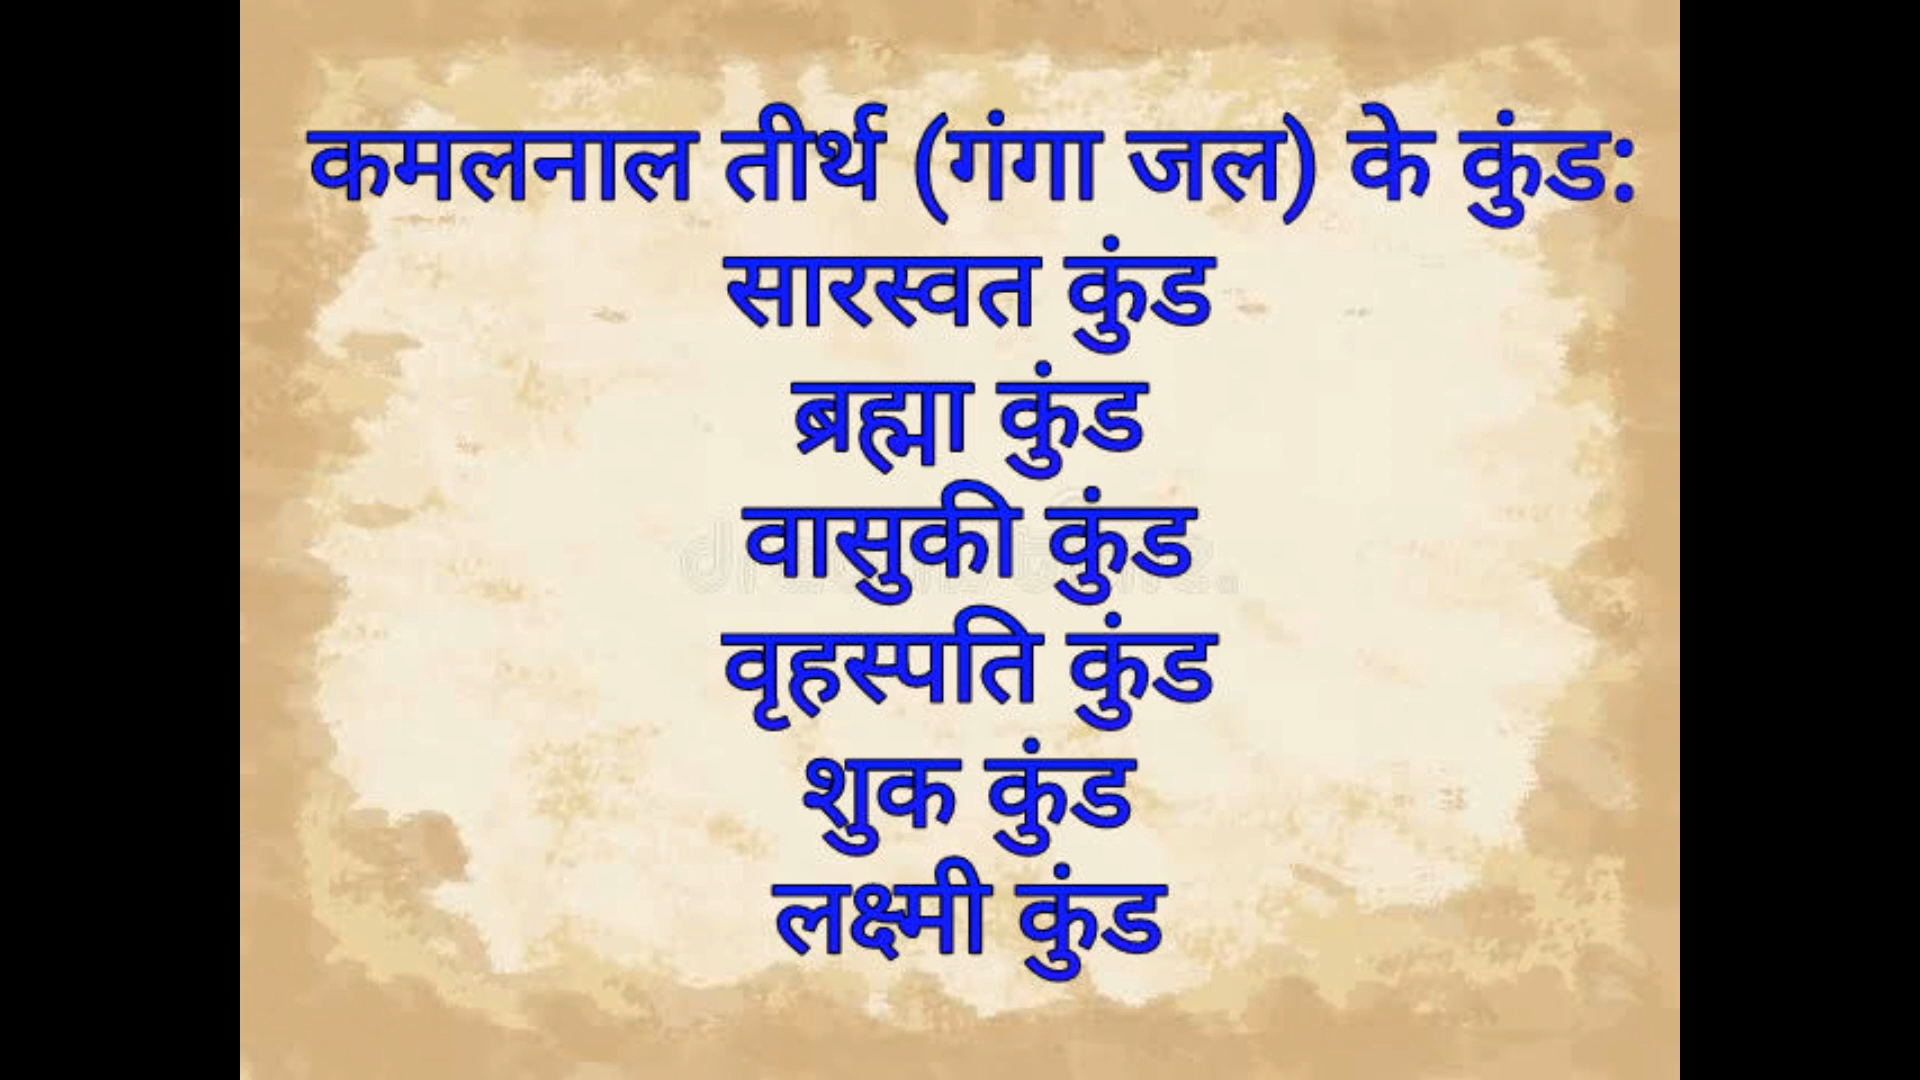 कमलनाल तीर्थ (गंगा जल) के कुंड:
सारस्वत कुंड
ब्रह्मा कुंड
वासुकी कुंड
वृहस्पति कुंड
शुक कुंड
लक्ष्मी कुंड